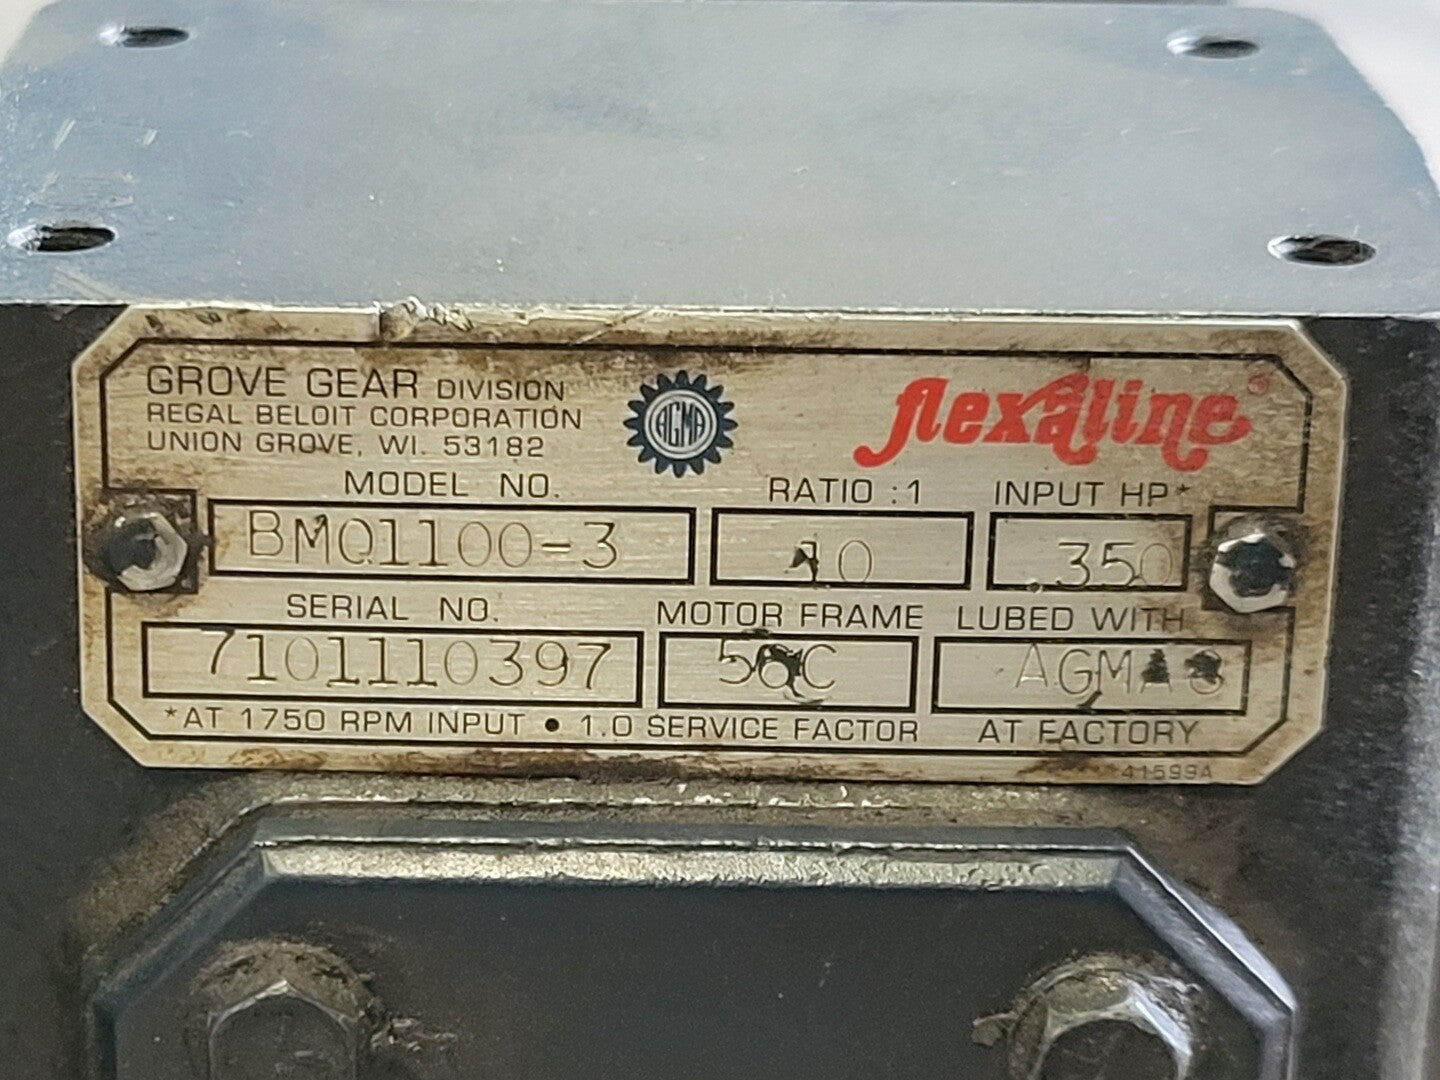 GROVE GEAR DIVISION
REGAL BELOIT CORPORATION
UNION GROVE, WI. 53182
AGMA
flexaline®
MODEL NO. RATIO :1 INPUT HP*
BMQ1100-3 10 .350
SERIAL NO. MOTOR FRAME LUBED WITH
7101110397 56C AGMA 8
*AT 1750 RPM INPUT • 1.0 SERVICE FACTOR AT FACTORY
41599A